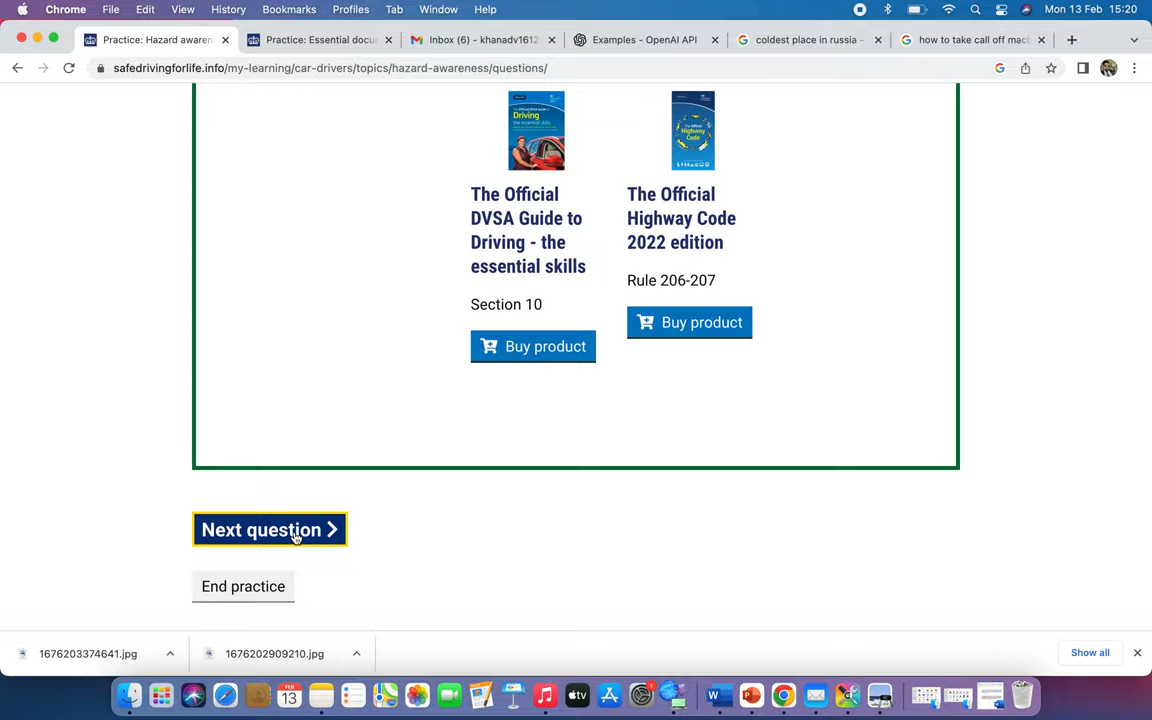 Chrome File Edit View History Bookmarks Profiles Tab Window Help Mon 13 Feb 15:20
Practice: Hazard awaren Practice: Essential docu Inbox (6) - khanadv1612 Examples - OpenAI API coldest place in russia - how to take call off mac
safedrivingforlife.info/my-learning/car-drivers/topics/hazard-awareness/questions/
The Official
DVSA Guide to
Driving - the
essential skills
Section 10
Buy product
The Official
Highway Code
2022 edition
Rule 206-207
Buy product
Next question
End practice
1676203374641.jpg 1676202909210.jpg Show all
FEB
13
tv
1
W
P